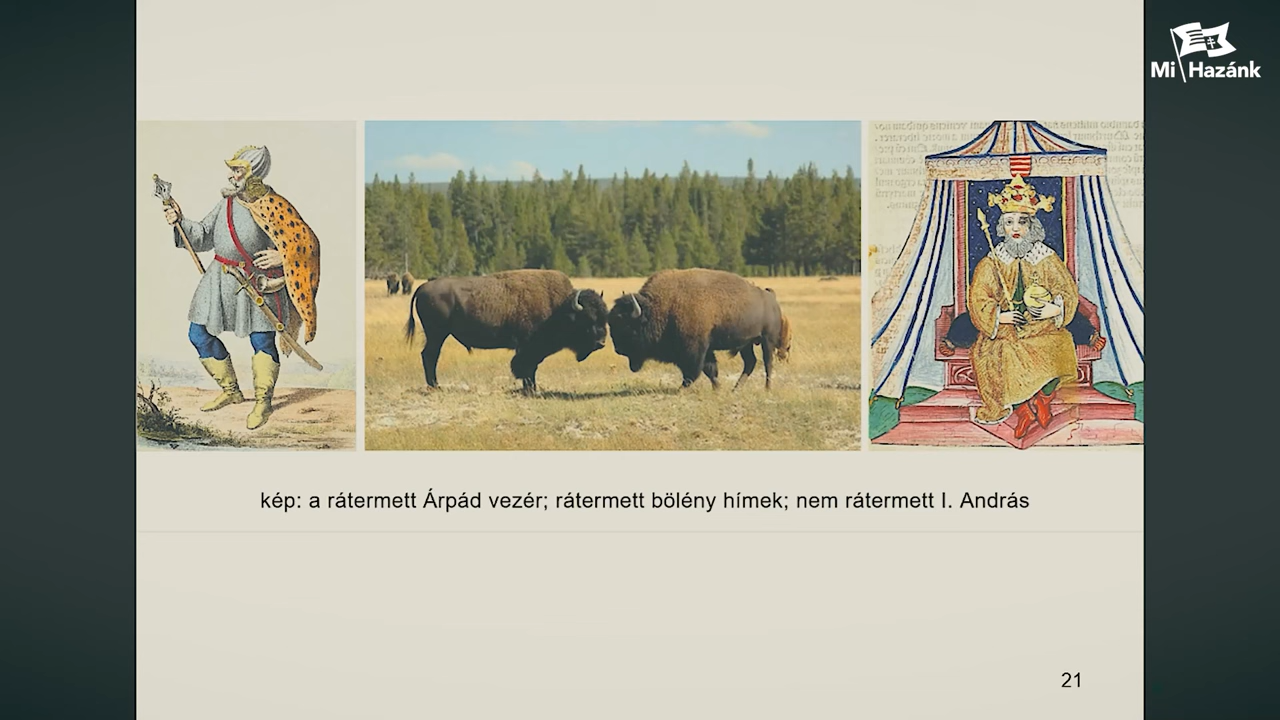 Mi Hazánk
kép: a rátermett Árpád vezér; rátermett bölény hímek; nem rátermett I. András
21